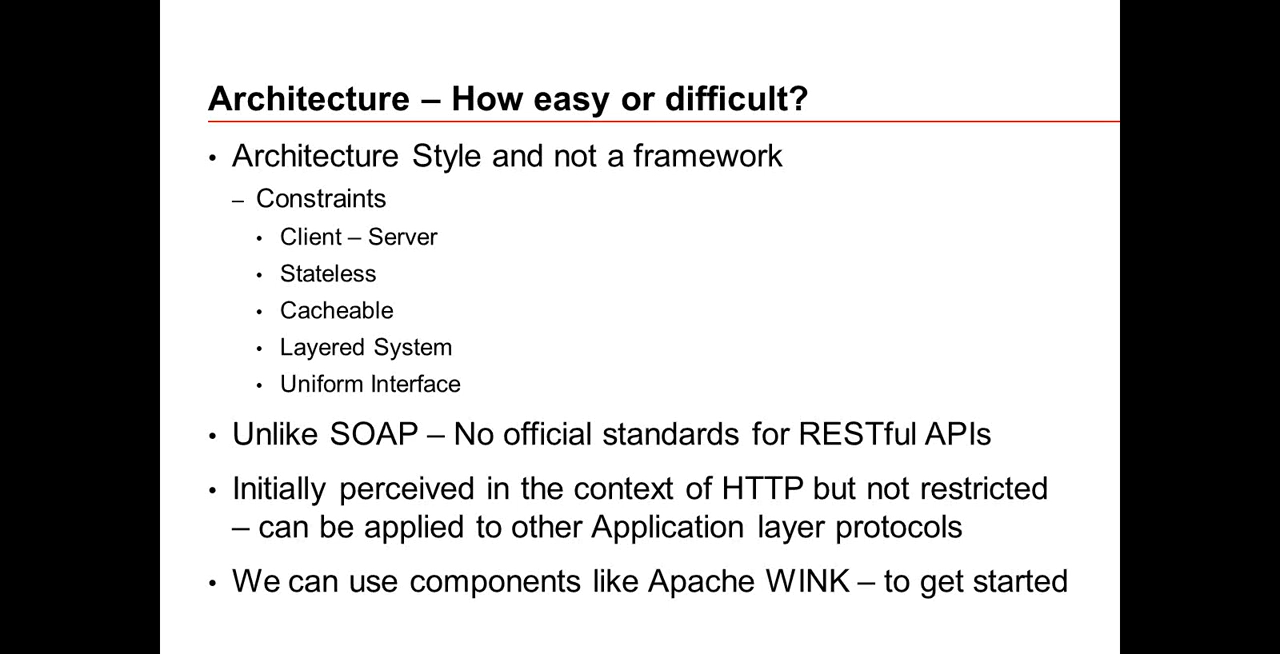 Architecture – How easy or difficult?
• Architecture Style and not a framework
– Constraints
• Client – Server
• Stateless
• Cacheable
• Layered System
• Uniform Interface
• Unlike SOAP – No official standards for RESTful APIs
• Initially perceived in the context of HTTP but not restricted
– can be applied to other Application layer protocols
• We can use components like Apache WINK – to get started